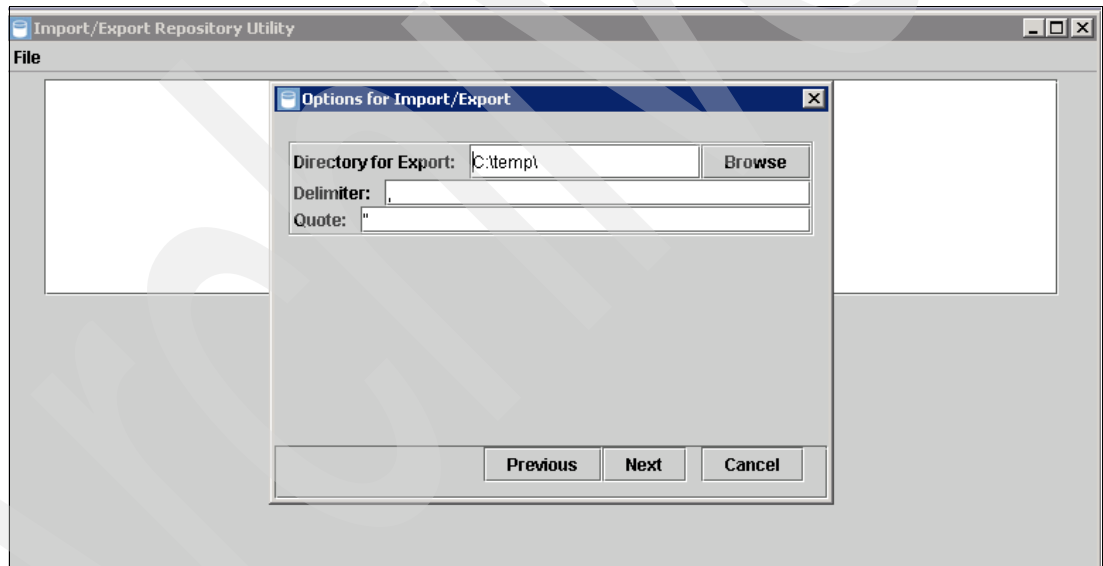 Import/Export Repository Utility
File
Options for Import/Export
Directory for Export: C:\temp\ Browse
Delimiter: ,
Quote: "
Previous Next Cancel